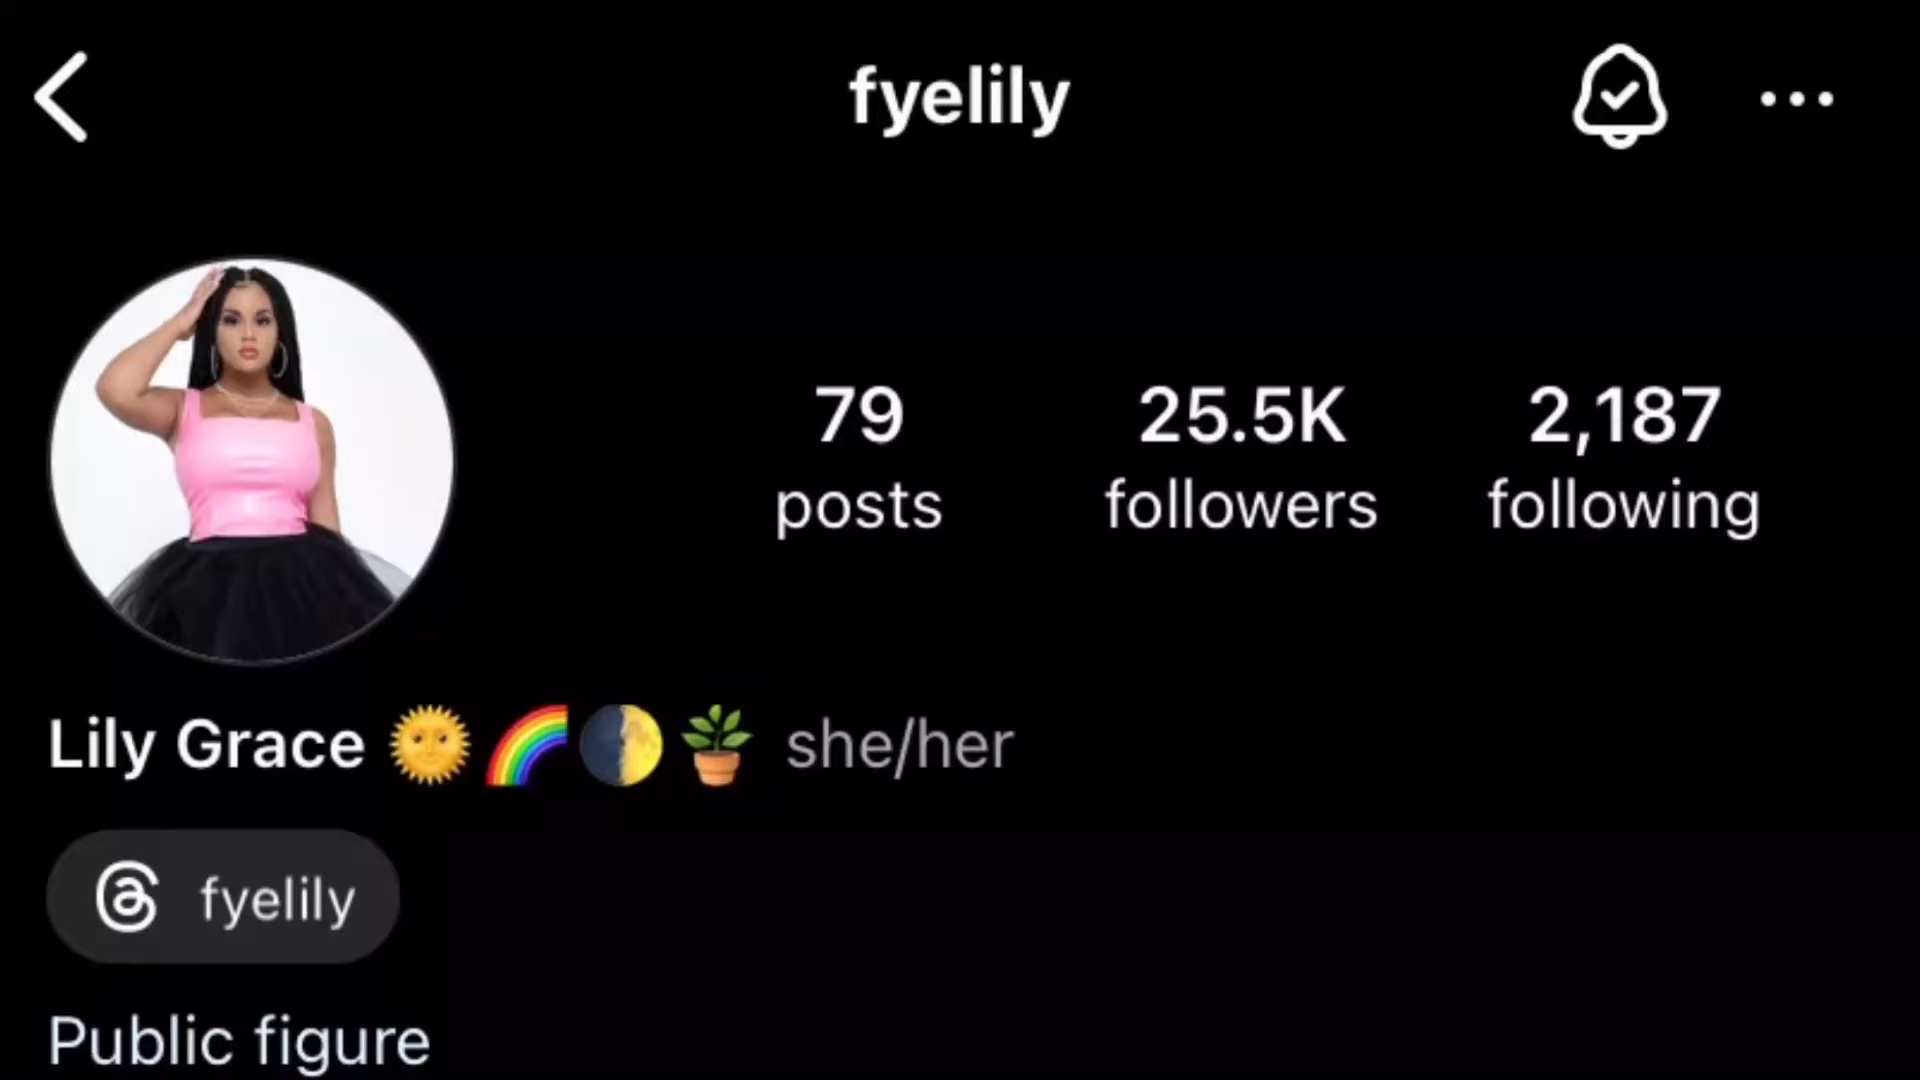 fyelily
79 25.5K 2,187
posts followers following
Lily Grace 🌞🌈🌓🪴 she/her
fyelily
Public figure